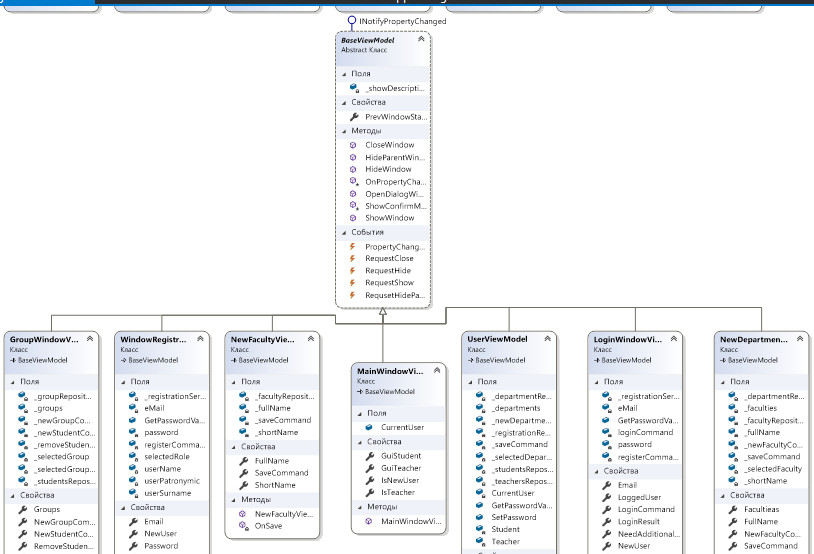 INotifyPropertyChanged
BaseViewModel
Abstract Класс
Поля
_showDescripti...
Свойства
PrevWindowSta...
Методы
CloseWindow
HideParentWin...
HideWindow
OnPropertyCha...
OpenDialogWi...
ShowConfirmM...
ShowWindow
События
PropertyChang...
RequestClose
RequestHide
RequestShow
RequsetHidePa...
GroupWindowV...
Класс
BaseViewModel
Поля
_groupReposit...
_groups
_newGroupCo...
_newStudentCo...
_removeStuden...
_selectedGroup
_selectedGroup...
_studentsRepos...
Свойства
Groups
NewGroupCom...
NewStudentCo...
RemoveStuden...
WindowRegistr...
Класс
BaseViewModel
Поля
_registrationSer...
eMail
GetPasswordVa...
password
registerComma...
selectedRole
userName
userPatronymic
userSurname
Свойства
Email
NewUser
Password
NewFacultyVie...
Класс
BaseViewModel
Поля
_facultyReposit...
_fullName
_saveCommand
_shortName
Свойства
FullName
SaveCommand
ShortName
Методы
NewFacultyVie...
OnSave
MainWindowVi...
Класс
BaseViewModel
Поля
CurrentUser
Свойства
GuiStudent
GuiTeacher
IsNewUser
IsTeacher
Методы
MainWindowVi...
UserViewModel
Класс
BaseViewModel
Поля
_departmentRe...
_departments
_newDepartme...
_registrationRe...
_saveCommand
_selectedDepar...
_studentsRepos...
_teachersRepos...
CurrentUser
GetPasswordVa...
SetPassword
Student
Teacher
LoginWindowVi...
Класс
BaseViewModel
Поля
_registrationSer...
eMail
GetPasswordVa...
loginCommand
password
registerComma...
Свойства
Email
LoggedUser
LoginCommand
LoginResult
NeedAdditional...
NewUser
NewDepartmen...
Класс
BaseViewModel
Поля
_departmentRe...
_faculties
_facultyReposit...
_fullName
_newFacultyCo...
_saveCommand
_selectedFaculty
_shortName
Свойства
Facultieas
FullName
NewFacultyCo...
SaveCommand